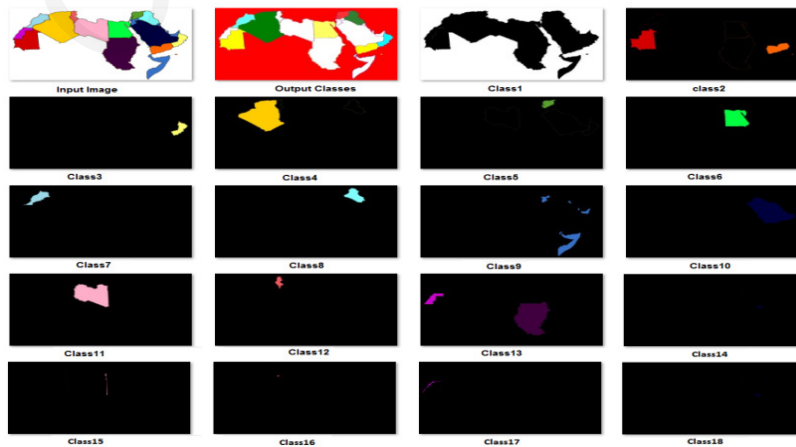 Input Image Output Classes Class1 class2
Class3 Class4 Class5 Class6
Class7 Class8 Class9 Class10
Class11 Class12 Class13 Class14
Class15 Class16 Class17 Class18